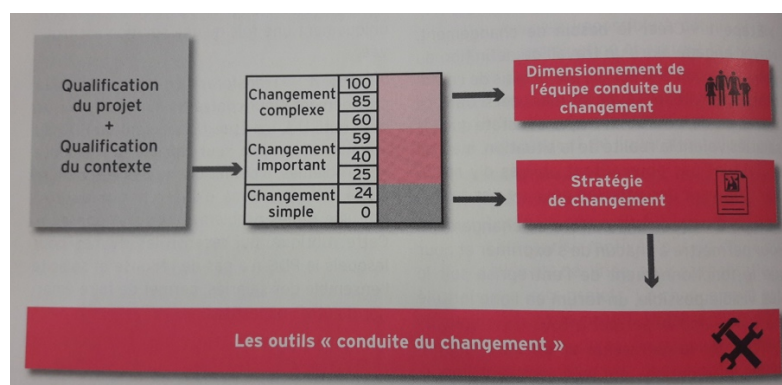 Qualification
du projet
+
Qualification
du contexte
Changement
complexe
100
85
60
Changement
important
59
40
25
Changement
simple
24
0
Dimensionnement de
l'équipe conduite du
changement
Stratégie
de changement
Les outils « conduite du changement »